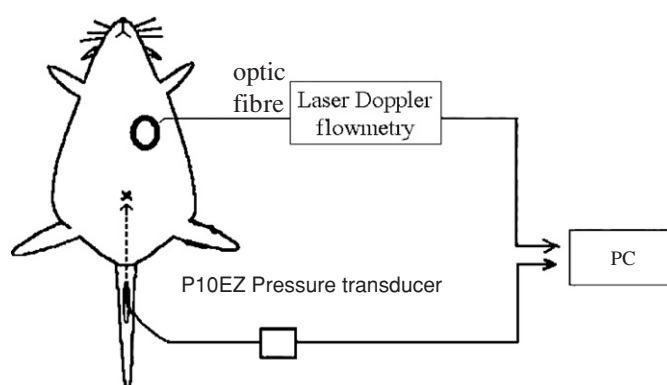 optic
fibre
Laser Doppler
flowmetry
PC
P10EZ Pressure transducer